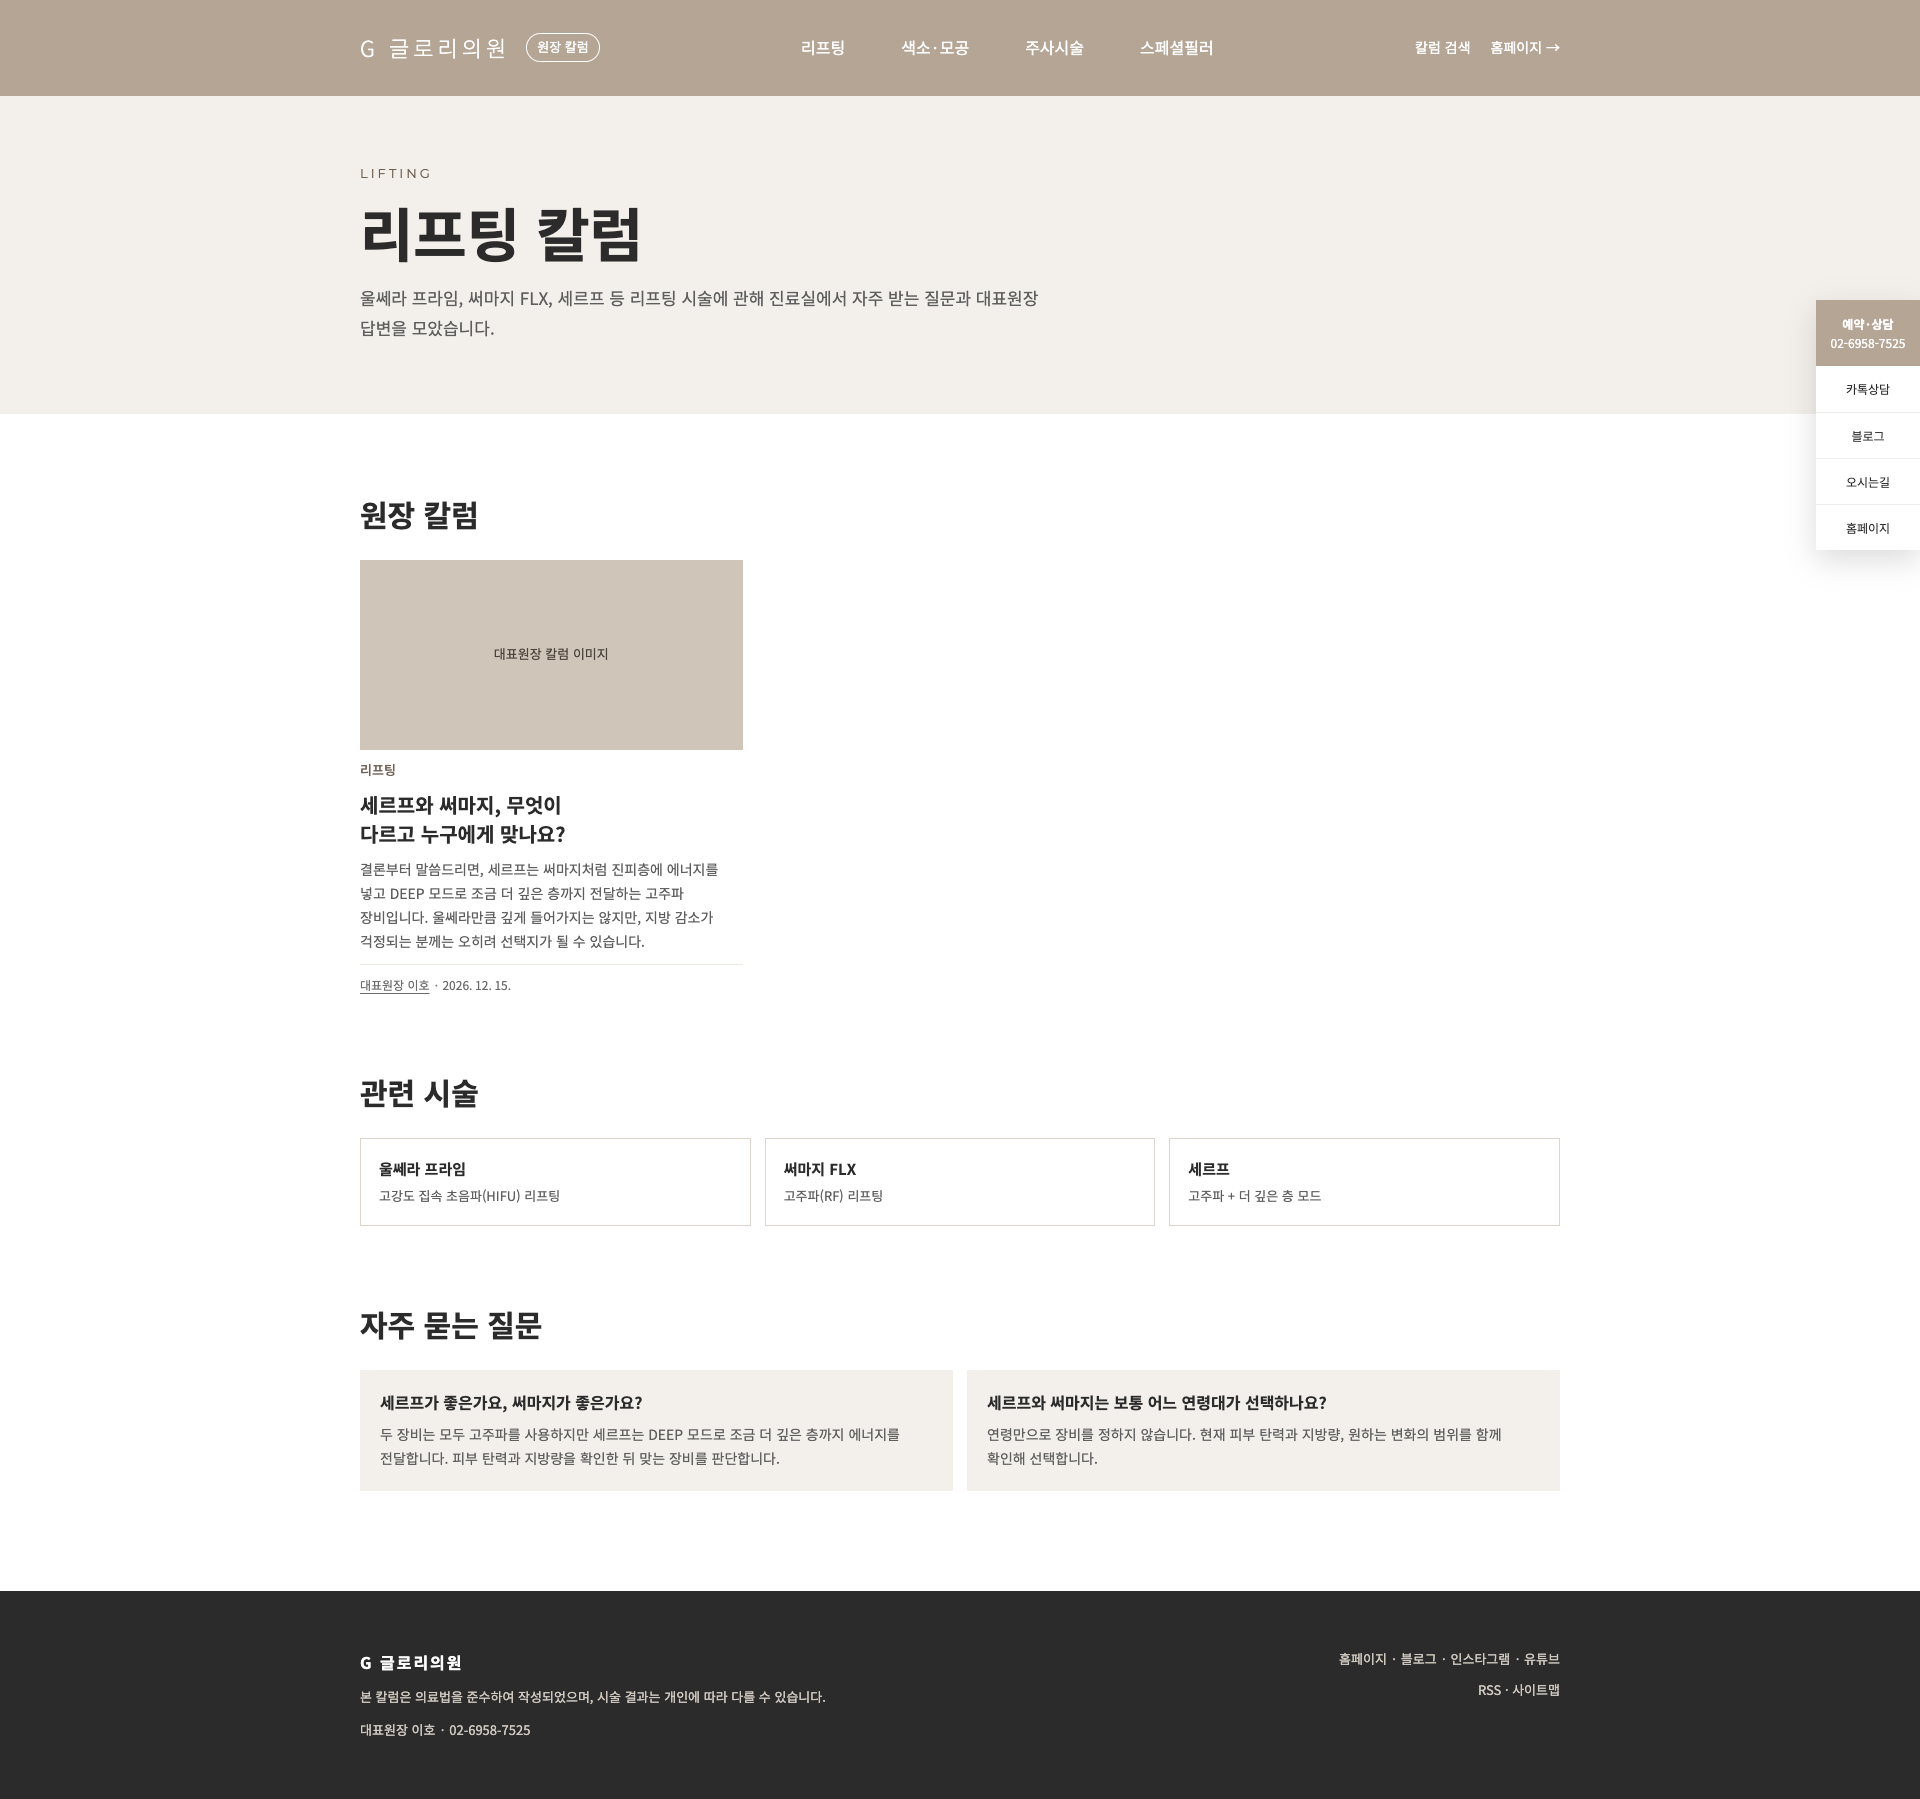 G 글로리의원
원장 칼럼
리프팅
색소·모공
주사시술
스페셜필러
칼럼 검색
홈페이지 →
LIFTING
리프팅 칼럼
울쎄라 프라임, 써마지 FLX, 세르프 등 리프팅 시술에 관해 진료실에서 자주 받는 질문과 대표원장
답변을 모았습니다.
예약·상담
02-6958-7525
카톡상담
블로그
오시는길
홈페이지
원장 칼럼
대표원장 칼럼 이미지
리프팅
세르프와 써마지, 무엇이
다르고 누구에게 맞나요?
결론부터 말씀드리면, 세르프는 써마지처럼 진피층에 에너지를
넣고 DEEP 모드로 조금 더 깊은 층까지 전달하는 고주파
장비입니다. 울쎄라만큼 깊게 들어가지는 않지만, 지방 감소가
걱정되는 분께는 오히려 선택지가 될 수 있습니다.
대표원장 이호 · 2026. 12. 15.
관련 시술
울쎄라 프라임
고강도 집속 초음파(HIFU) 리프팅
써마지 FLX
고주파(RF) 리프팅
세르프
고주파 + 더 깊은 층 모드
자주 묻는 질문
세르프가 좋은가요, 써마지가 좋은가요?
두 장비는 모두 고주파를 사용하지만 세르프는 DEEP 모드로 조금 더 깊은 층까지 에너지를
전달합니다. 피부 탄력과 지방량을 확인한 뒤 맞는 장비를 판단합니다.
세르프와 써마지는 보통 어느 연령대가 선택하나요?
연령만으로 장비를 정하지 않습니다. 현재 피부 탄력과 지방량, 원하는 변화의 범위를 함께
확인해 선택합니다.
G 글로리의원
본 칼럼은 의료법을 준수하여 작성되었으며, 시술 결과는 개인에 따라 다를 수 있습니다.
대표원장 이호 · 02-6958-7525
홈페이지 · 블로그 · 인스타그램 · 유튜브
RSS · 사이트맵